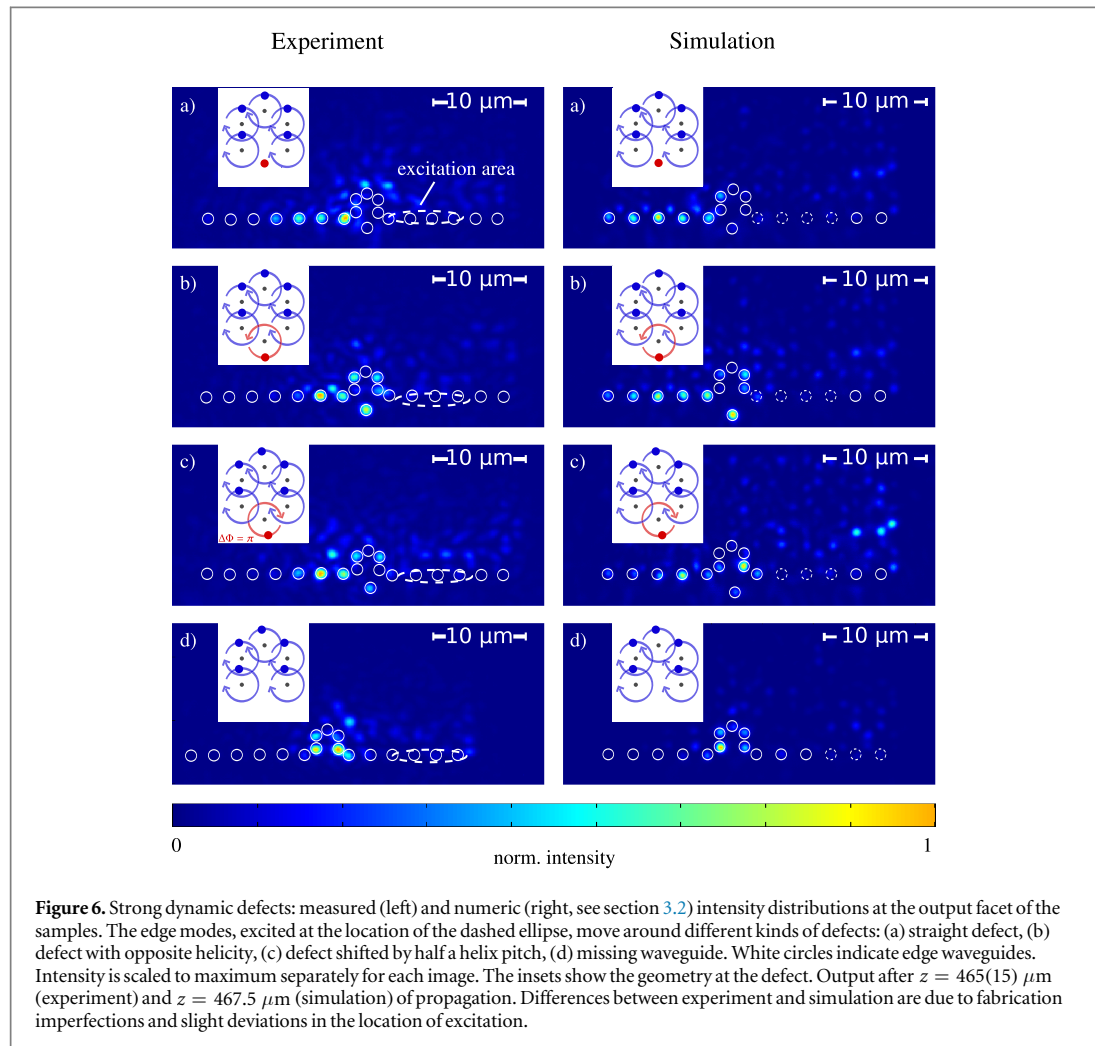 Experiment
Simulation
a)
10 μm
excitation area
a)
10 μm
b)
10 μm
b)
10 μm
c)
10 μm
ΔΦ = π
c)
10 μm
d)
10 μm
d)
10 μm
0
1
norm. intensity
Figure 6. Strong dynamic defects: measured (left) and numeric (right, see section 3.2) intensity distributions at the output facet of the
samples. The edge modes, excited at the location of the dashed ellipse, move around different kinds of defects: (a) straight defect, (b)
defect with opposite helicity, (c) defect shifted by half a helix pitch, (d) missing waveguide. White circles indicate edge waveguides.
Intensity is scaled to maximum separately for each image. The insets show the geometry at the defect. Output after z = 465(15) μm
(experiment) and z = 467.5 μm (simulation) of propagation. Differences between experiment and simulation are due to fabrication
imperfections and slight deviations in the location of excitation.